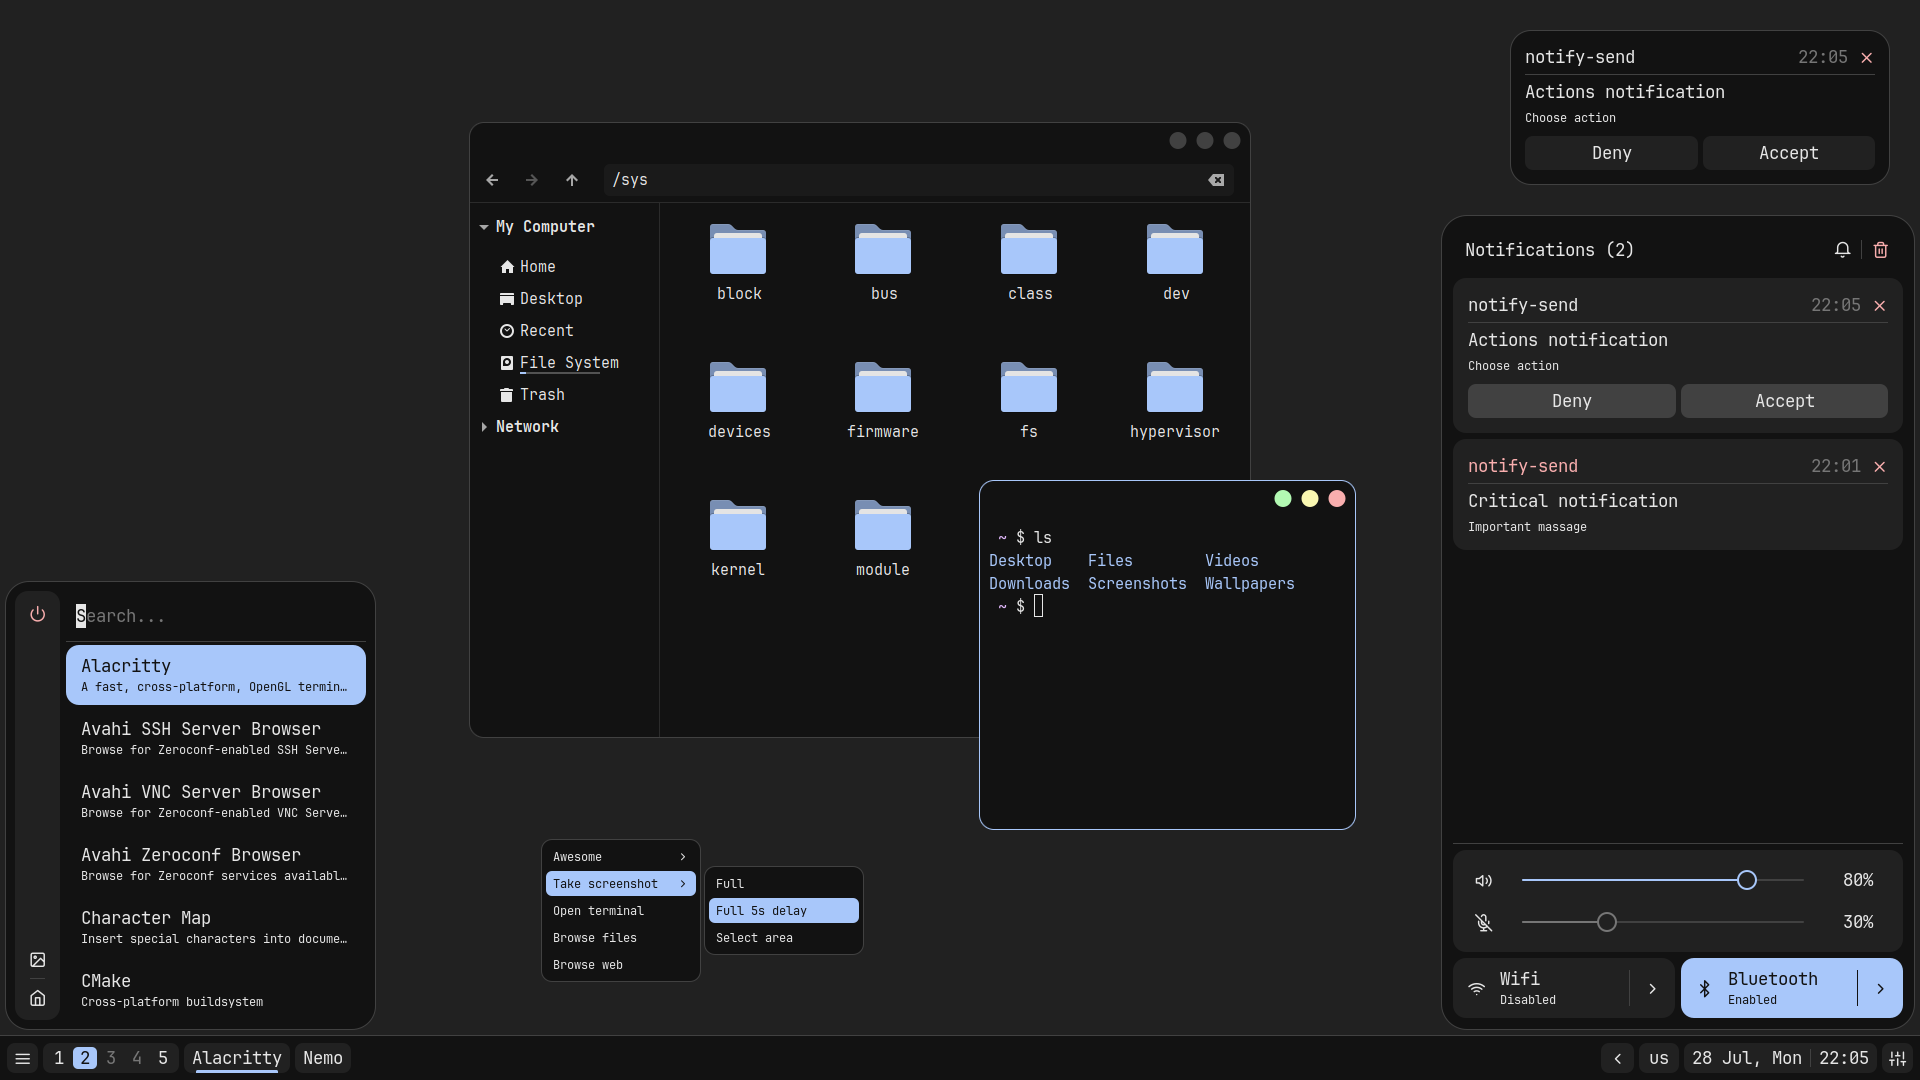 notify-send 22:05
Actions notification
Choose action
Deny Accept
/sys
My Computer
Home
Desktop
Recent
File System
Trash
Network
block bus class dev
devices firmware fs hypervisor
kernel module
~ $ ls
Desktop Files Videos
Downloads Screenshots Wallpapers
~ $
Notifications (2)
notify-send 22:05
Actions notification
Choose action
Deny Accept
notify-send 22:01
Critical notification
Important massage
80%
30%
Wifi
Disabled
Bluetooth
Enabled
Search...
Alacritty
A fast, cross-platform, OpenGL termin…
Avahi SSH Server Browser
Browse for Zeroconf-enabled SSH Serve…
Avahi VNC Server Browser
Browse for Zeroconf-enabled VNC Serve…
Avahi Zeroconf Browser
Browse for Zeroconf services availabl…
Character Map
Insert special characters into docume…
CMake
Cross-platform buildsystem
Awesome
Take screenshot
Open terminal
Browse files
Browse web
Full
Full 5s delay
Select area
1 2 3 4 5 Alacritty Nemo
us 28 Jul, Mon 22:05